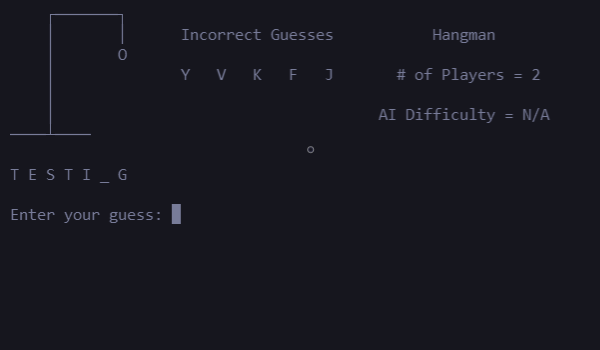 Incorrect Guesses Hangman
Y V K F J # of Players = 2
AI Difficulty = N/A
T E S T I _ G
Enter your guess: